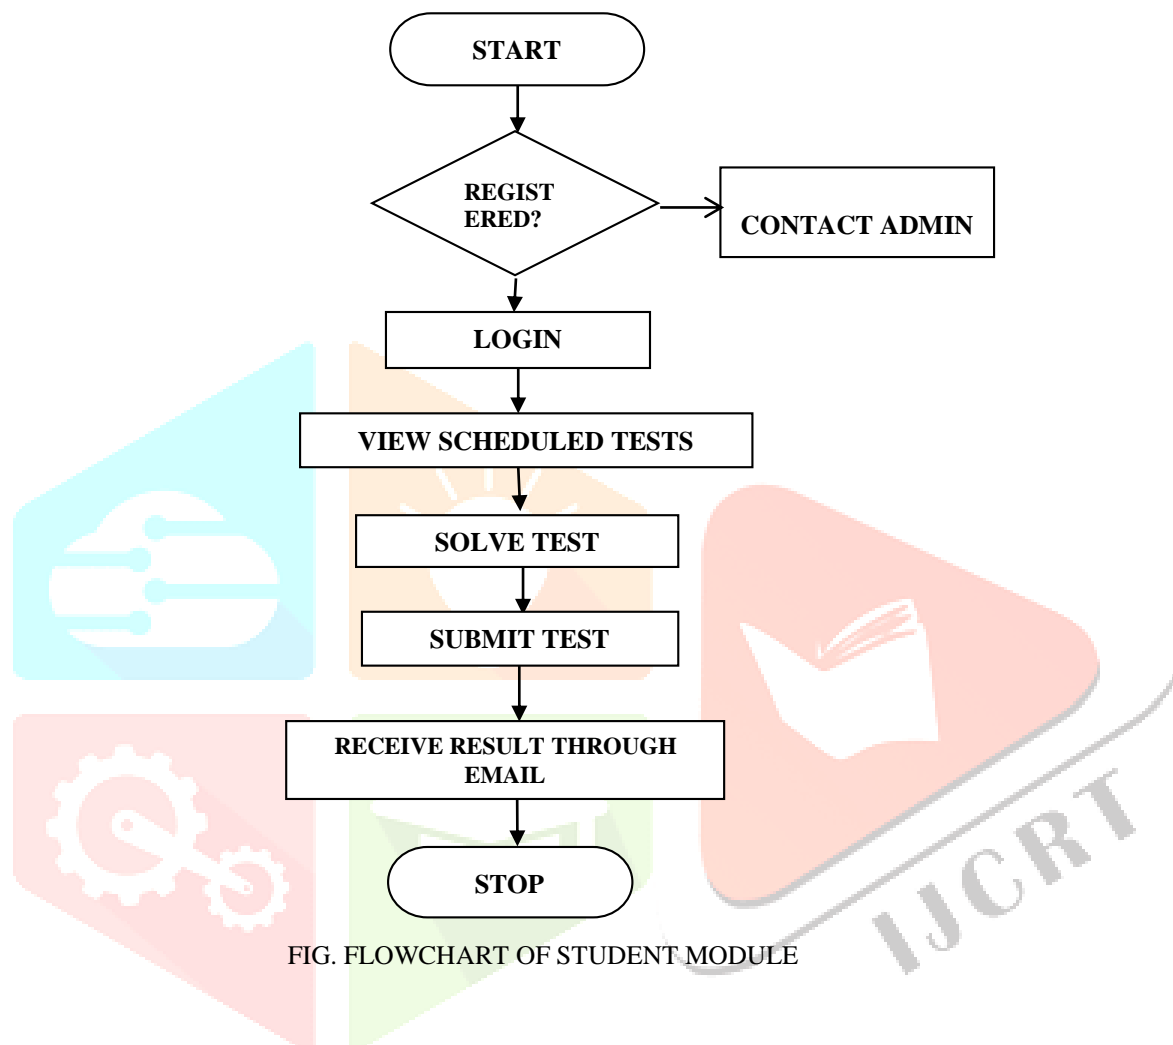 START
REGIST
ERED?
CONTACT ADMIN
LOGIN
VIEW SCHEDULED TESTS
SOLVE TEST
SUBMIT TEST
RECEIVE RESULT THROUGH
EMAIL
STOP
IJCRT
FIG. FLOWCHART OF STUDENT MODULE